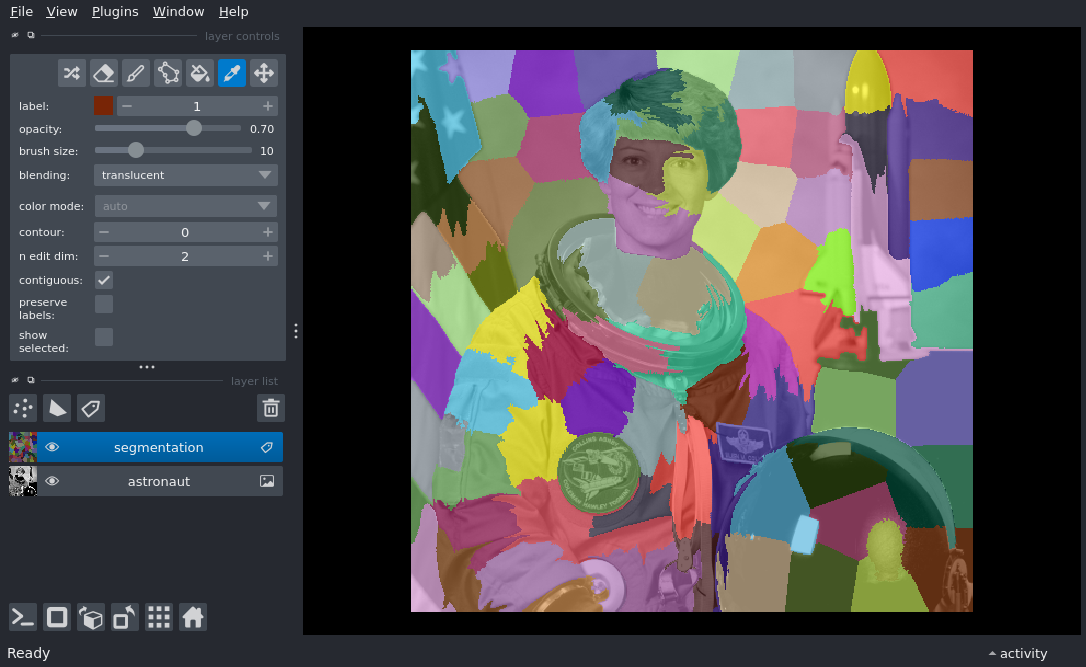 File View Plugins Window Help
layer controls
label: 1
opacity: 0.70
brush size: 10
blending: translucent
color mode: auto
contour: 0
n edit dim: 2
contiguous:
preserve
labels:
show
selected:
layer list
segmentation
astronaut
Ready
activity